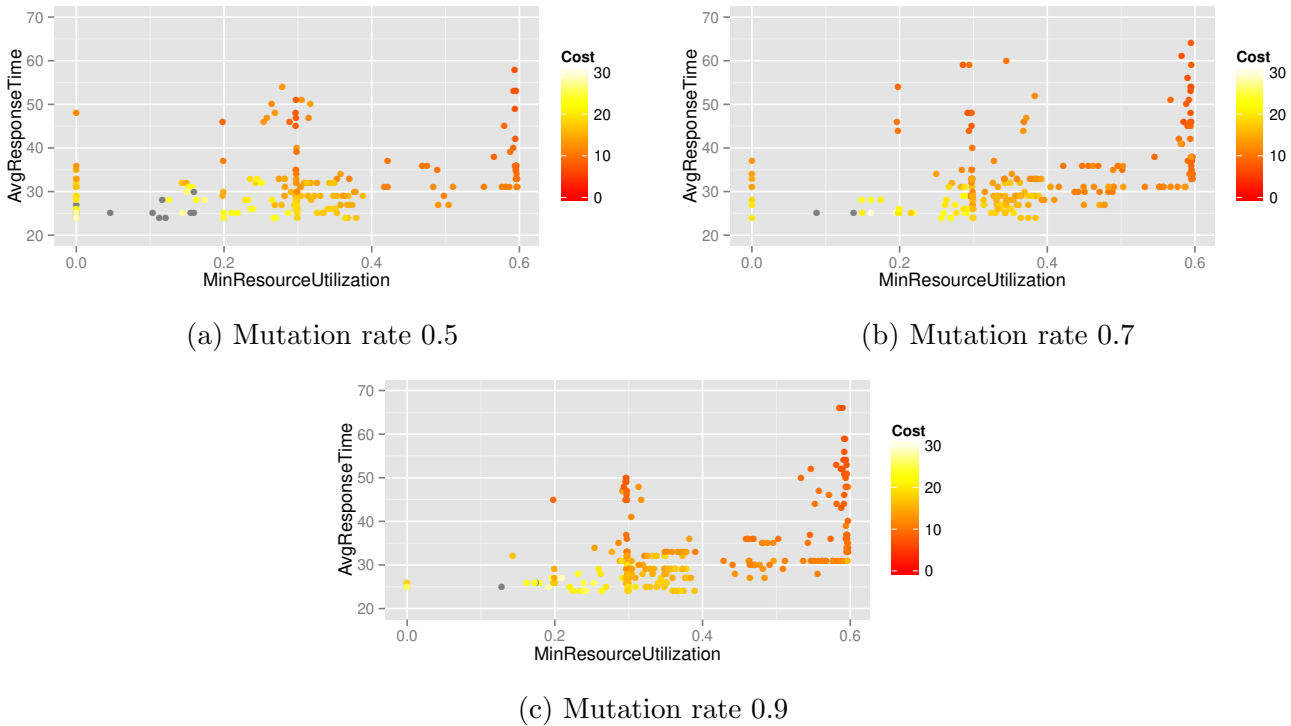 70
60
50
40
30
20
AvgResponseTime
0.0 0.2 0.4 0.6
MinResourceUtilization
Cost
30
20
10
0
(a) Mutation rate 0.5
70
60
50
40
30
20
AvgResponseTime
0.0 0.2 0.4 0.6
MinResourceUtilization
Cost
30
20
10
0
(b) Mutation rate 0.7
70
60
50
40
30
20
AvgResponseTime
0.0 0.2 0.4 0.6
MinResourceUtilization
Cost
30
20
10
0
(c) Mutation rate 0.9